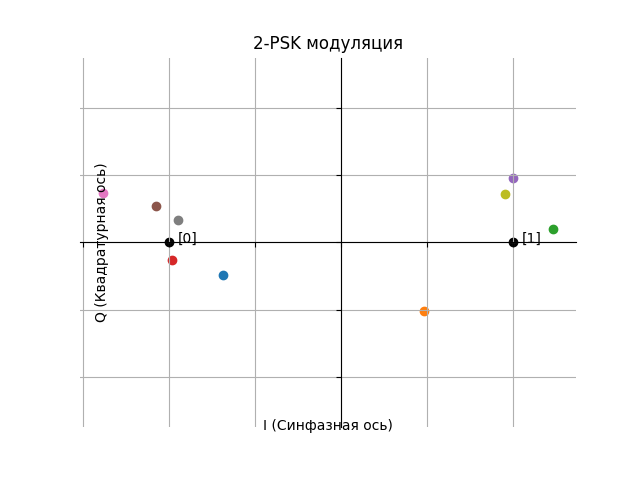 2-PSK модуляция
Q (Квадратурная ось)
[0]
[1]
I (Синфазная ось)